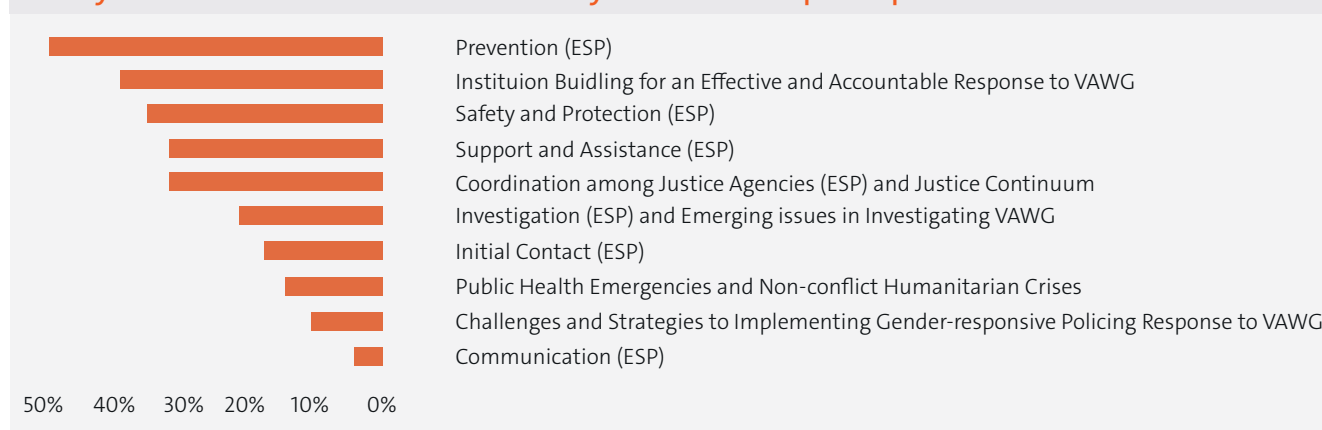 Prevention (ESP)
Instituion Buidling for an Effective and Accountable Response to VAWG
Safety and Protection (ESP)
Support and Assistance (ESP)
Coordination among Justice Agencies (ESP) and Justice Continuum
Investigation (ESP) and Emerging issues in Investigating VAWG
Initial Contact (ESP)
Public Health Emergencies and Non-conflict Humanitarian Crises
Challenges and Strategies to Implementing Gender-responsive Policing Response to VAWG
Communication (ESP)
50% 40% 30% 20% 10% 0%